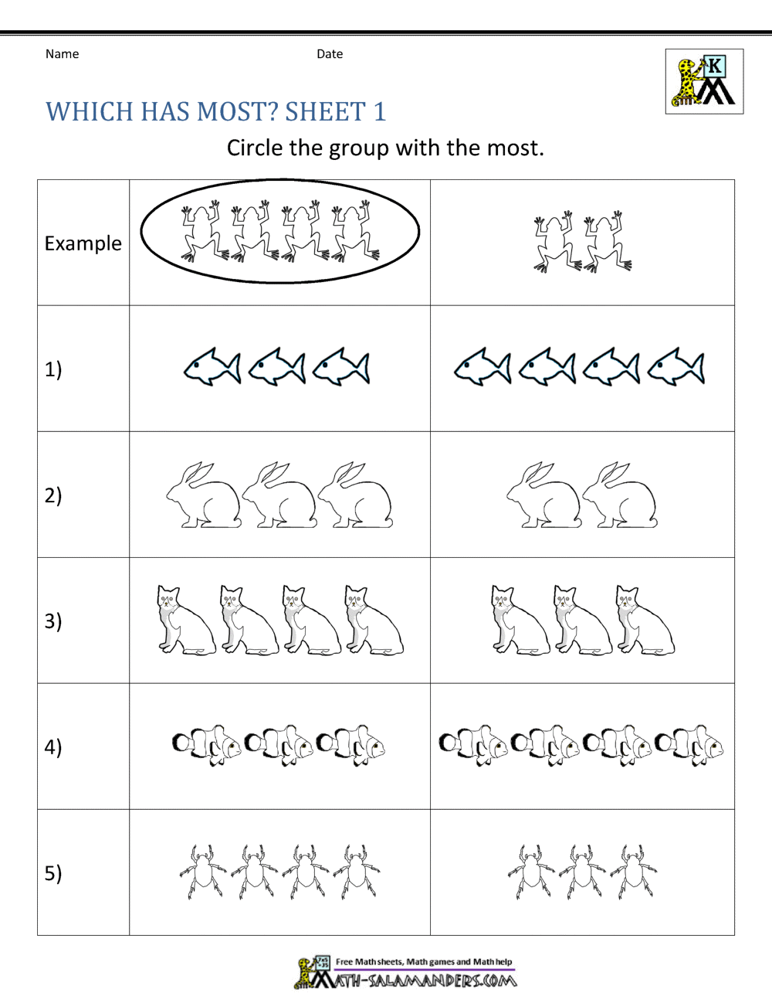 Name Date
K
WHICH HAS MOST? SHEET 1
Circle the group with the most.
Example
1)
2)
3)
4)
5)
Free Math sheets, Math games and Math help
MATH-SALAMANDERS.COM